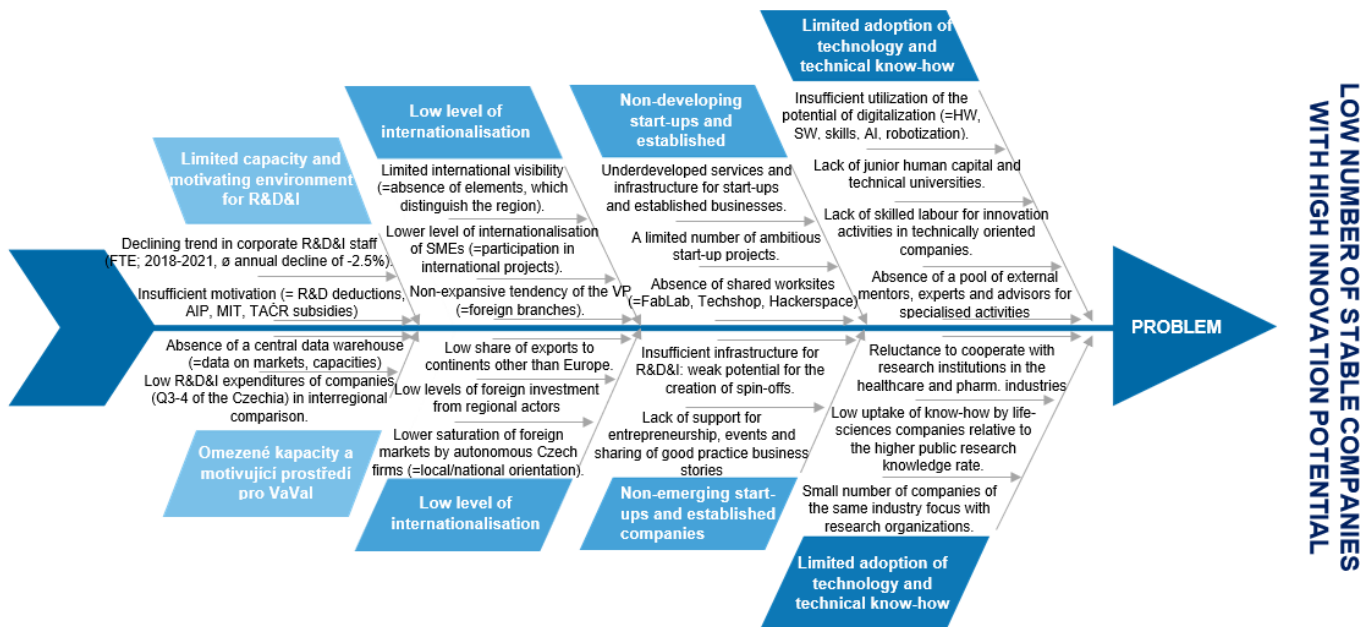 Limited adoption of
technology and
technical know-how
Insufficient utilization of the
potential of digitalization (=HW,
SW, skills, AI, robotization).
Lack of junior human capital and
technical universities.
Lack of skilled labour for innovation
activities in technically oriented
companies.
Absence of a pool of external
mentors, experts and advisors for
specialised activities
Non-developing
start-ups and
established
Underdeveloped services and
infrastructure for start-ups
and established businesses.
A limited number of ambitious
start-up projects.
Absence of shared worksites
(=FabLab, Techshop, Hackerspace)
Low level of
internationalisation
Limited international visibility
(=absence of elements, which
distinguish the region).
Lower level of internationalisation
of SMEs (=participation in
international projects).
Non-expansive tendency of the VP
(=foreign branches).
Limited capacity and
motivating environment
for R&D&I
Declining trend in corporate R&D&I staff
(FTE; 2018-2021, ø annual decline of -2.5%).
Insufficient motivation (= R&D deductions,
AIP, MIT, TAČR subsidies)
PROBLEM
LOW NUMBER OF STABLE COMPANIES
WITH HIGH INNOVATION POTENTIAL
Absence of a central data warehouse
(=data on markets, capacities)
Low R&D&I expenditures of companies
(Q3-4 of the Czechia) in interregional
comparison.
Omezené kapacity a
motivující prostředí
pro VaVaI
Low share of exports to
continents other than Europe.
Low levels of foreign investment
from regional actors
Lower saturation of foreign
markets by autonomous Czech
firms (=local/national orientation).
Low level of
internationalisation
Insufficient infrastructure for
R&D&I: weak potential for the
creation of spin-offs.
Lack of support for
entrepreneurship, events and
sharing of good practice business
stories
Non-emerging start-
ups and established
companies
Reluctance to cooperate with
research institutions in the
healthcare and pharm. industries
Low uptake of know-how by life-
sciences companies relative to
the higher public research
knowledge rate.
Small number of companies of
the same industry focus with
research organizations.
Limited adoption of
technology and
technical know-how